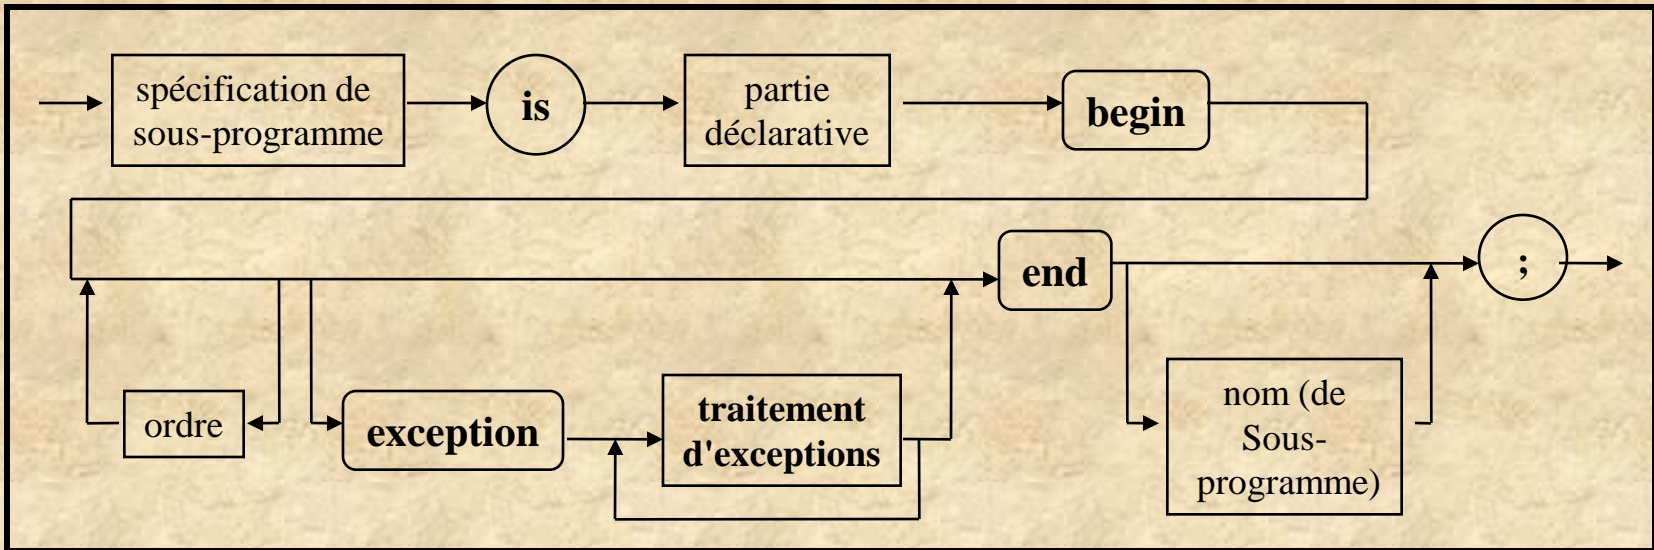 spécification de
sous-programme
is
partie
déclarative
begin
end
;
ordre
exception
traitement
d'exceptions
nom (de
Sous-
programme)